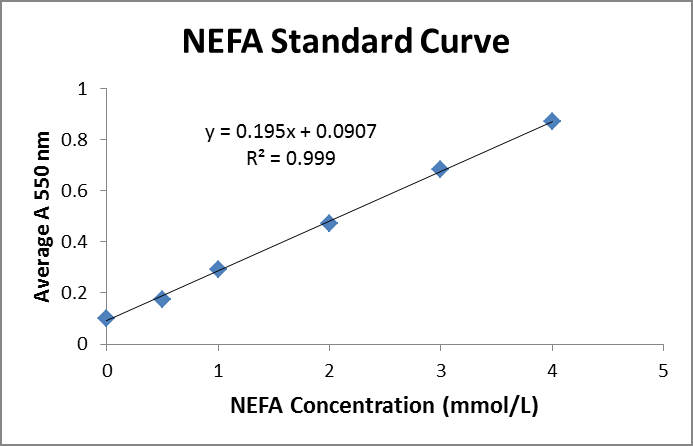 NEFA Standard Curve
y = 0.195x + 0.0907
R² = 0.999
Average A 550 nm
1
0.8
0.6
0.4
0.2
0
0 1 2 3 4 5
NEFA Concentration (mmol/L)